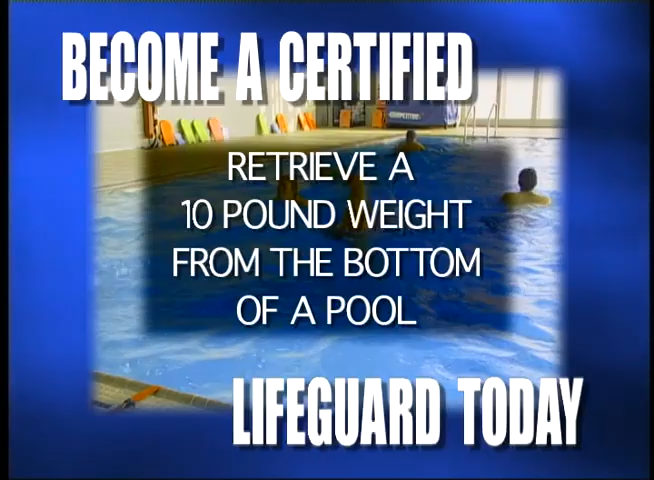 BECOME A CERTIFIED
RETRIEVE A
10 POUND WEIGHT
FROM THE BOTTOM
OF A POOL
LIFEGUARD TODAY